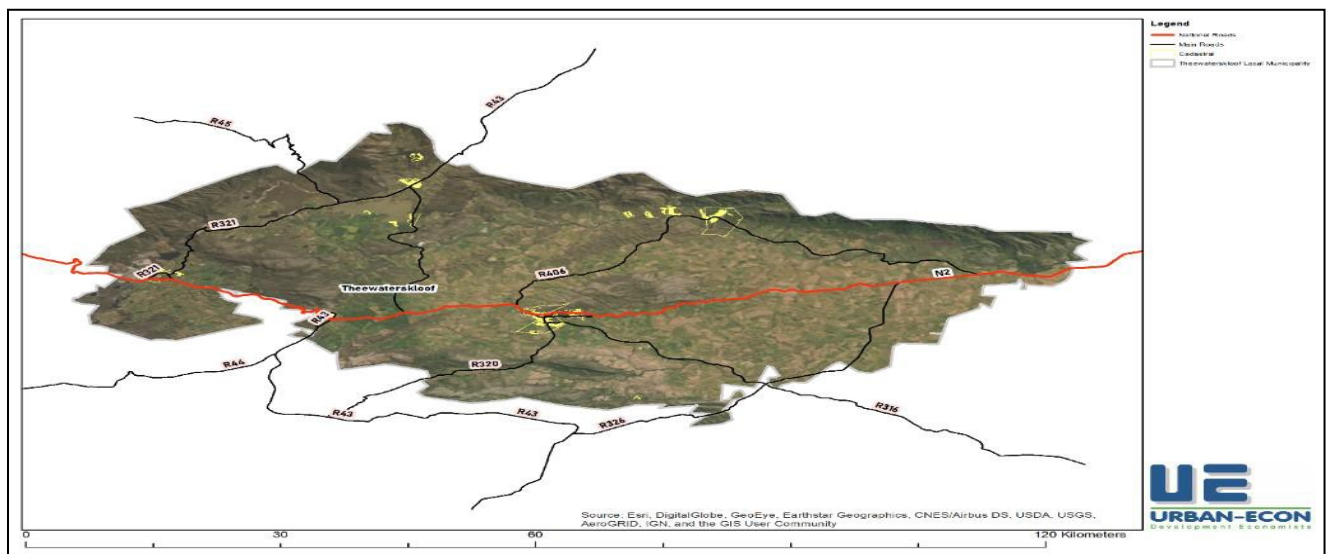 Legend
National Roads
Main Roads
Cadastral
Theewaterskloof Local Municipality
R43
R45
R321
R321
R406
N2
Theewaterskloof
R43
R44
R320
R43
R43
R326
R316
Source: Esri, DigitalGlobe, GeoEye, Earthstar Geographics, CNES/Airbus DS, USDA, USGS,
AeroGRID, IGN, and the GIS User Community
UE
URBAN-ECON
Development Economists
0 30 60 120 Kilometers